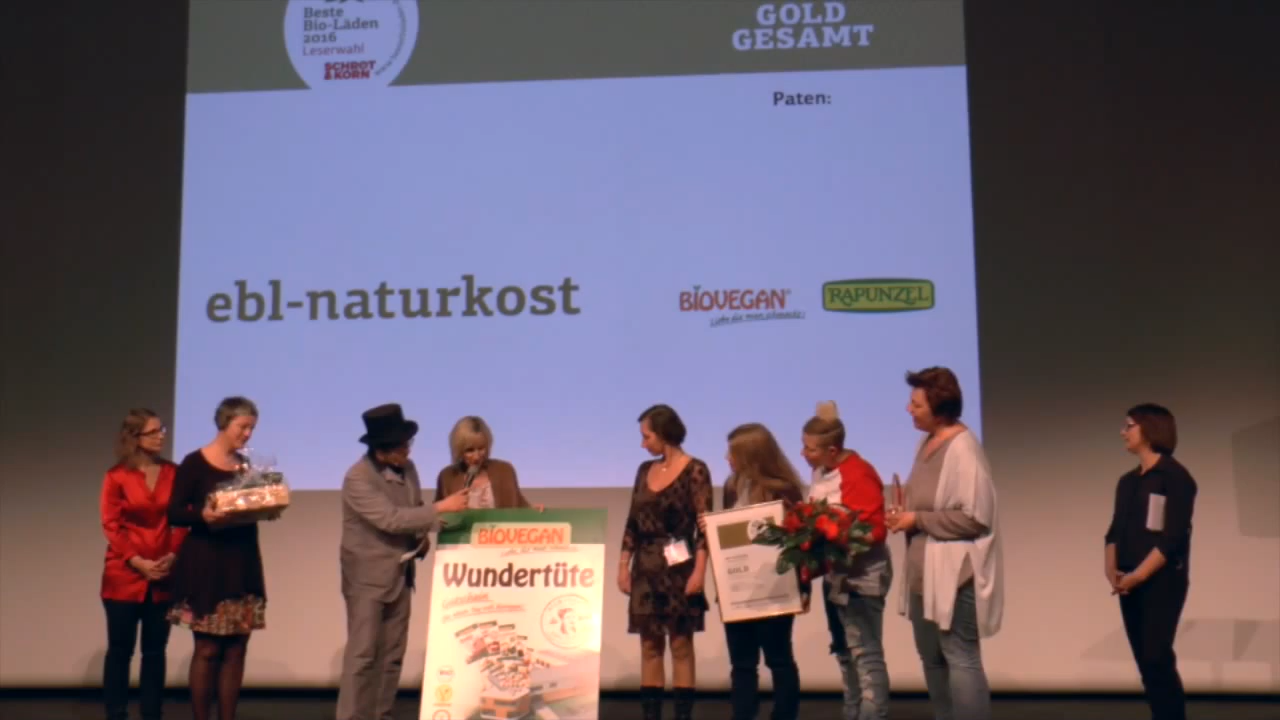 Beste
Bio-Läden
2016
Leserwahl
SCHROT
&KORN
GOLD
GESAMT
Paten:
ebl-naturkost
BIOVEGAN®
RAPUNZEL
BIOVEGAN
Wundertüte
GOLD